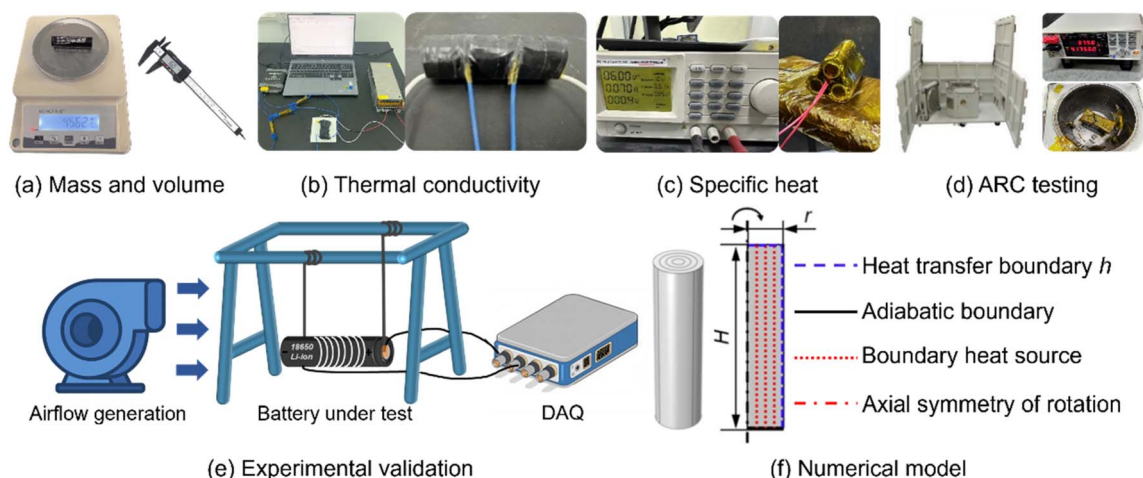 (a) Mass and volume
(b) Thermal conductivity
(c) Specific heat
(d) ARC testing
18650
Li-ion
Airflow generation
Battery under test
DAQ
(e) Experimental validation
r
H
Heat transfer boundary h
Adiabatic boundary
Boundary heat source
Axial symmetry of rotation
(f) Numerical model